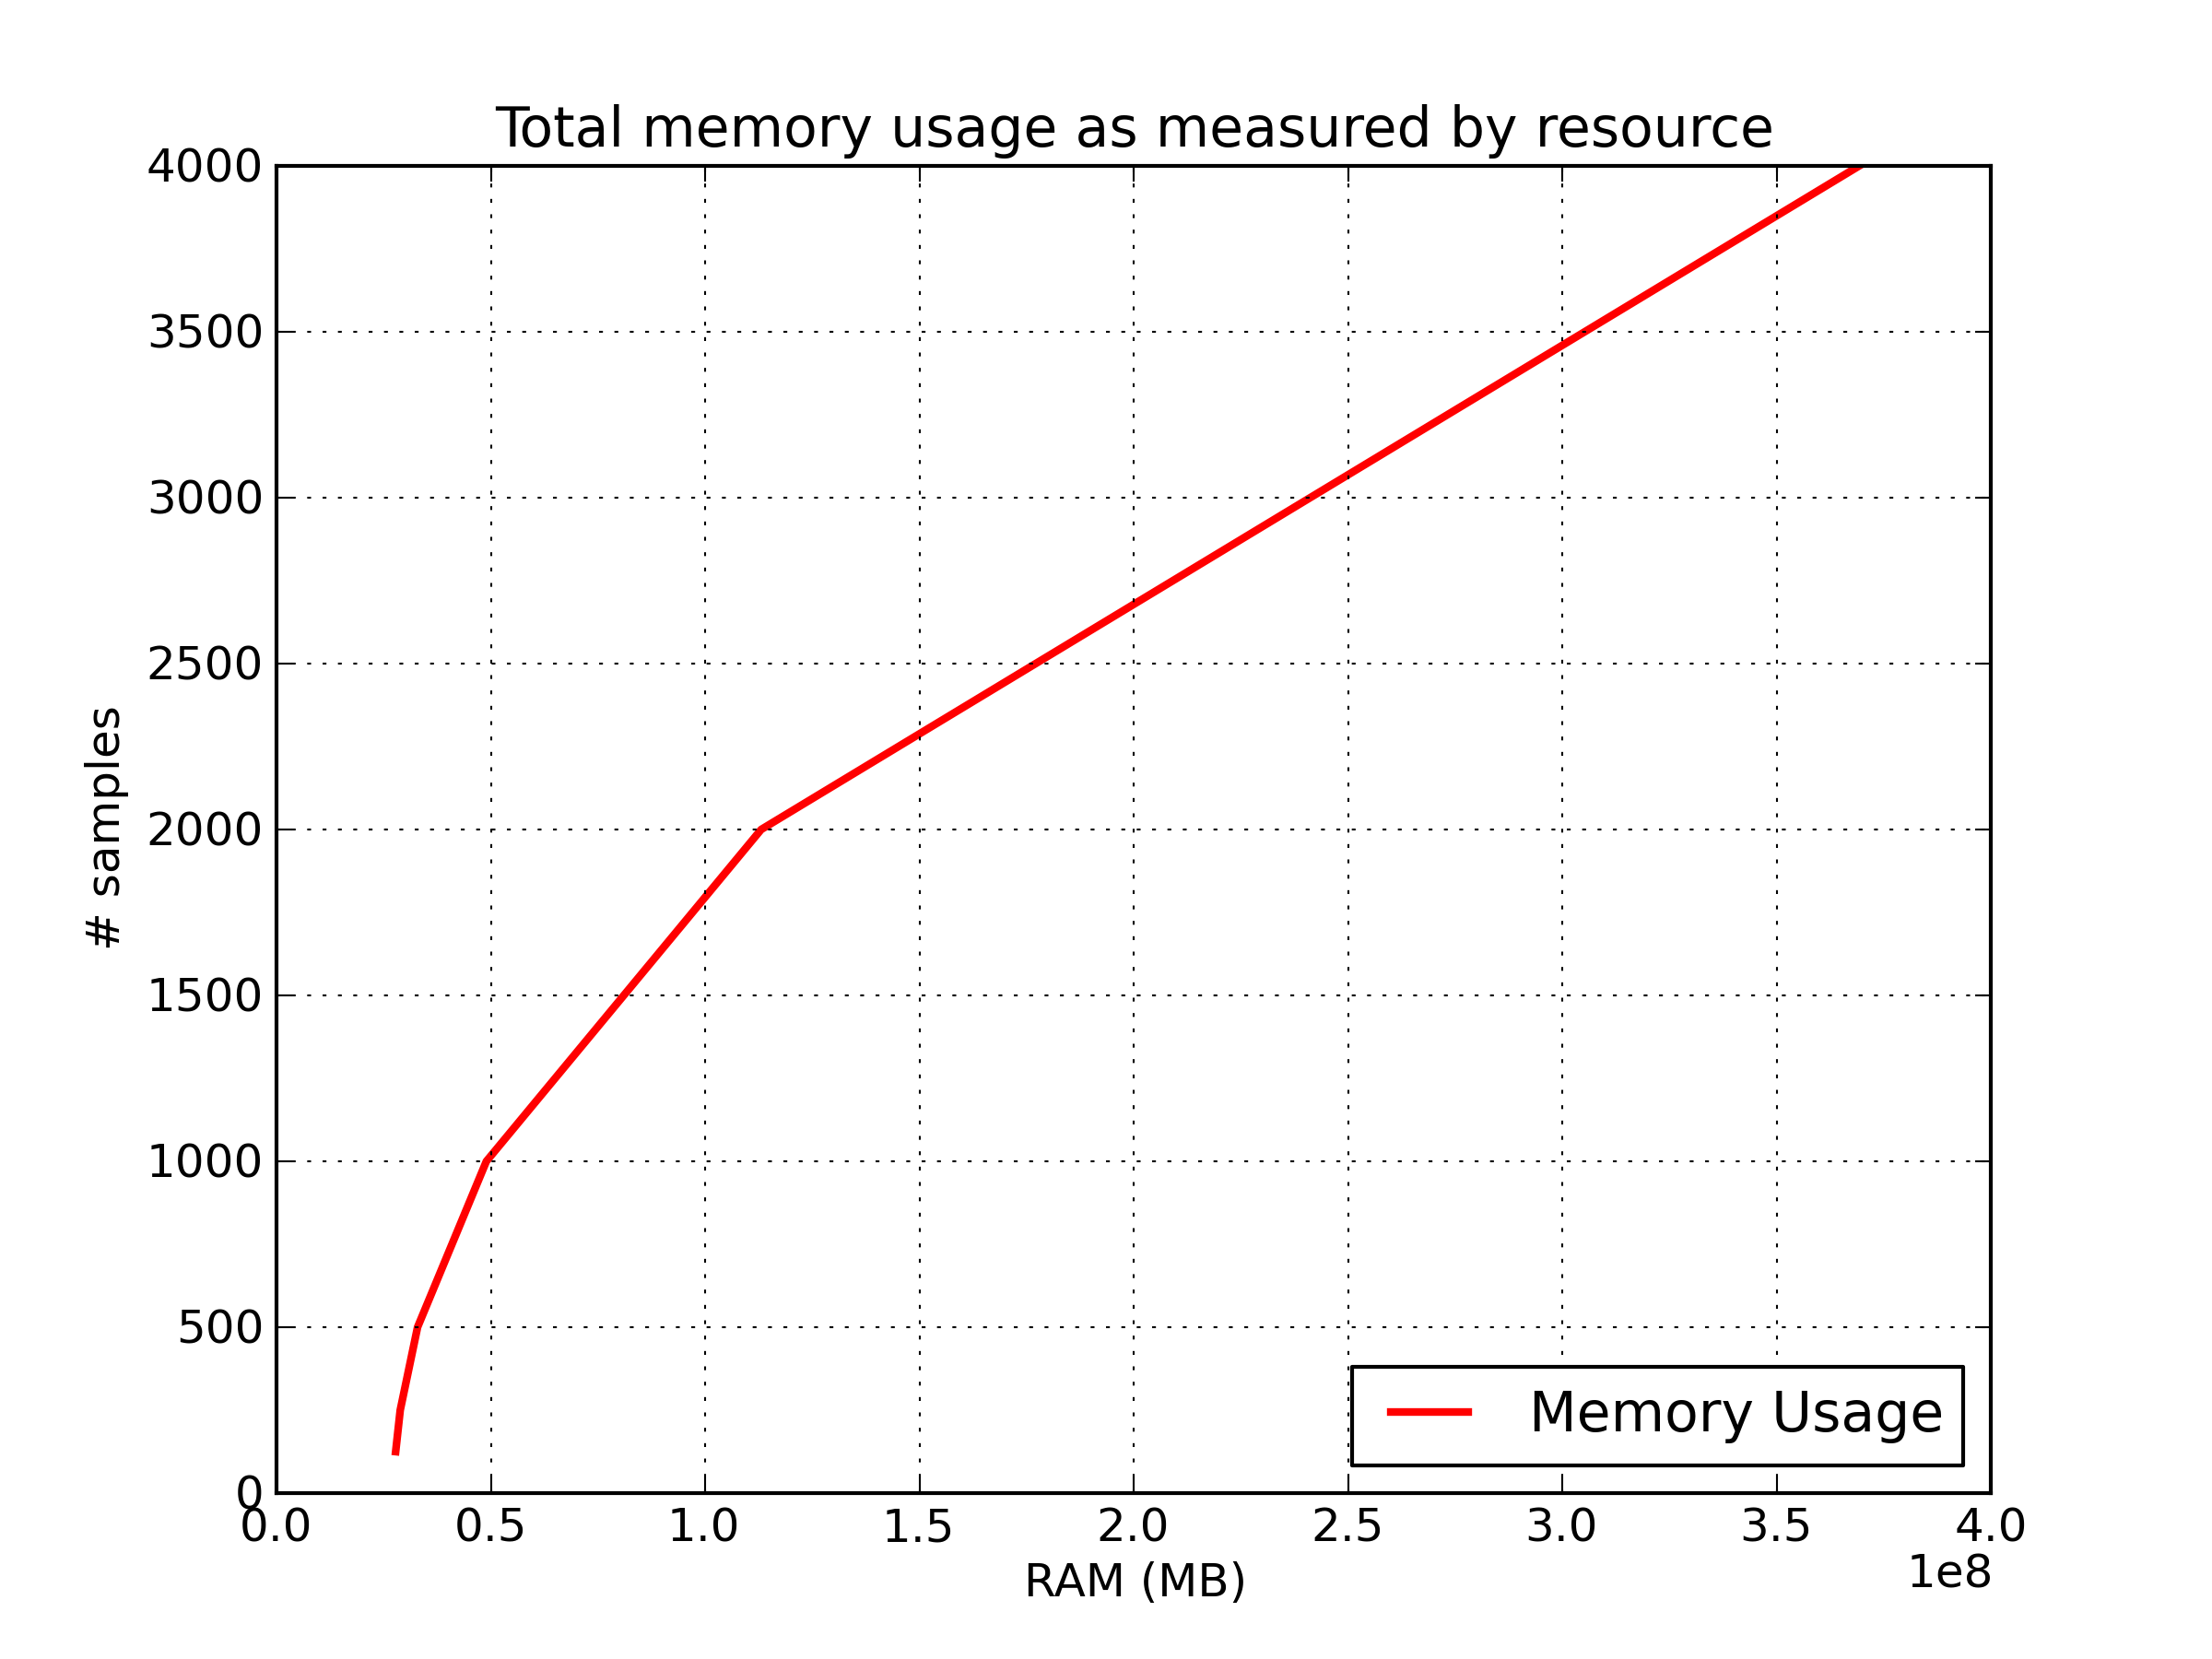 Total memory usage as measured by resource
4000
3500
3000
2500
2000
1500
1000
500
0
# samples
0.0 0.5 1.0 1.5 2.0 2.5 3.0 3.5 4.0
1e8
RAM (MB)
Memory Usage